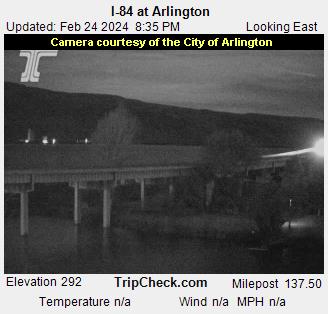 I-84 at Arlington
Updated: Feb 24 2024 8:35 PM Looking East
Camera courtesy of the City of Arlington
Elevation 292 TripCheck.com Milepost 137.50
Temperature n/a Wind n/a MPH n/a